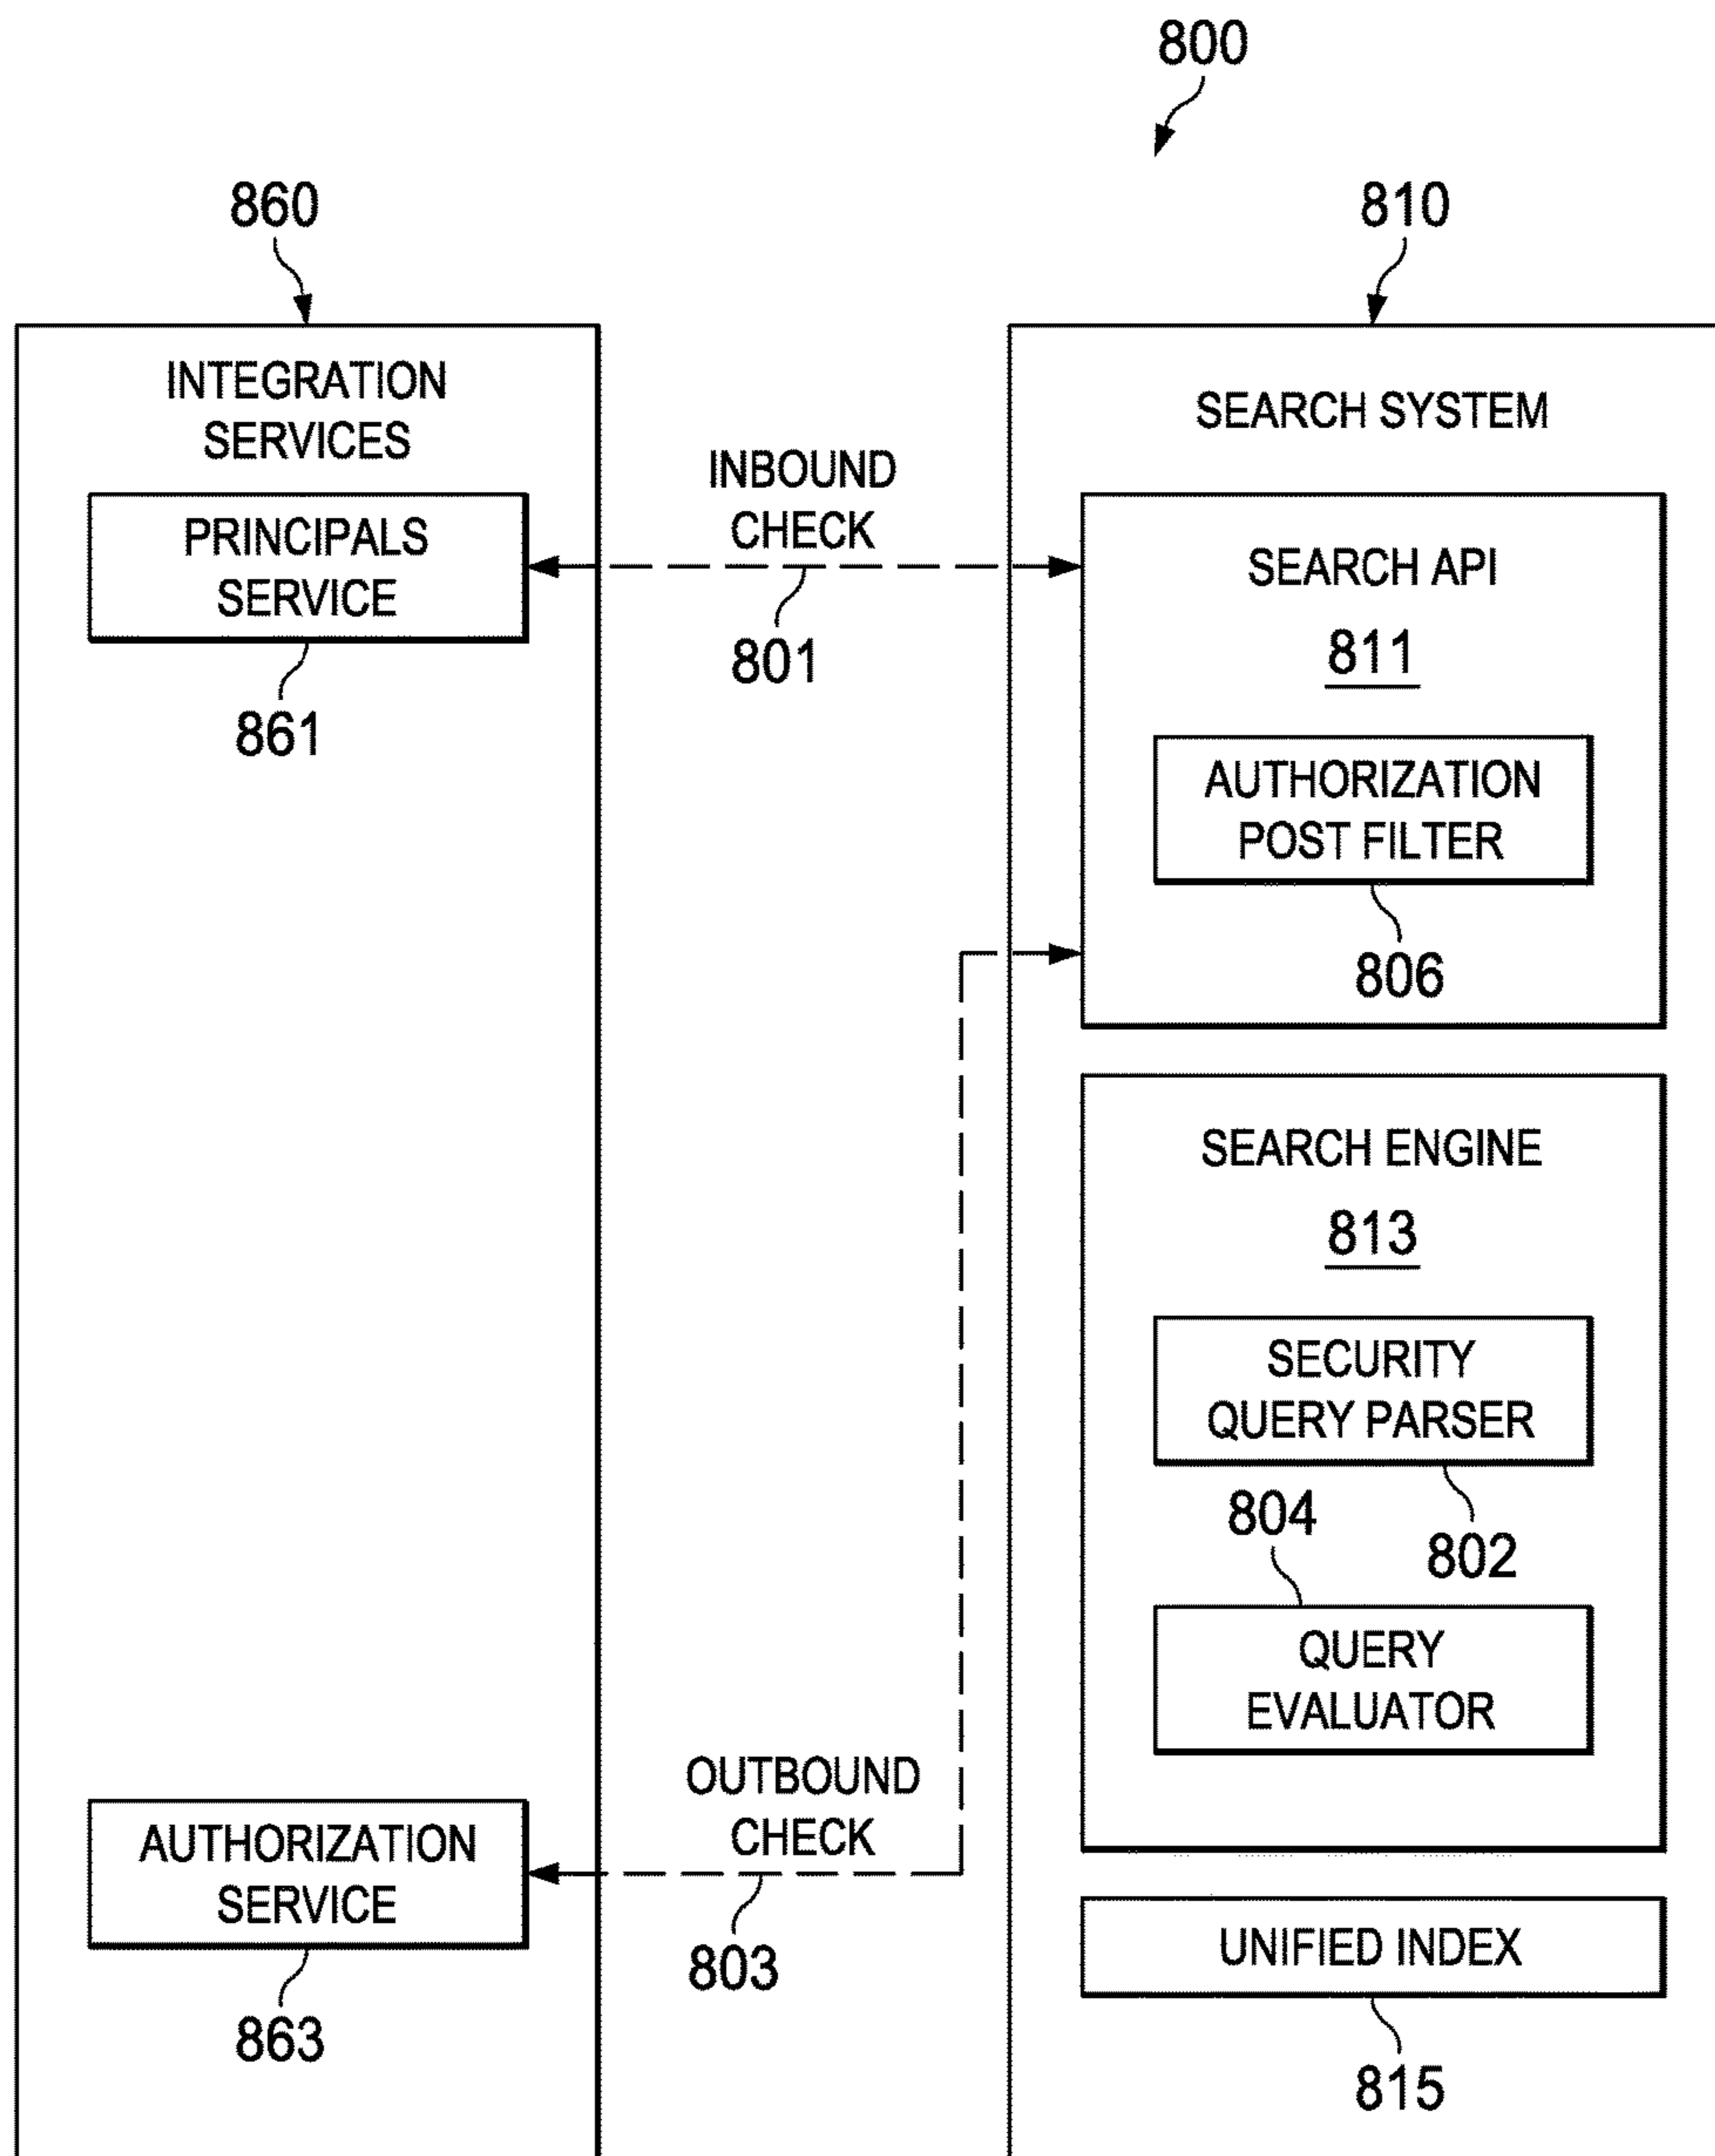 800
860
810
INTEGRATION
SERVICES
SEARCH SYSTEM
INBOUND
CHECK
PRINCIPALS
SERVICE
801
861
SEARCH API
811
AUTHORIZATION
POST FILTER
806
SEARCH ENGINE
813
SECURITY
QUERY PARSER
804
802
QUERY
EVALUATOR
OUTBOUND
CHECK
AUTHORIZATION
SERVICE
803
863
UNIFIED INDEX
815